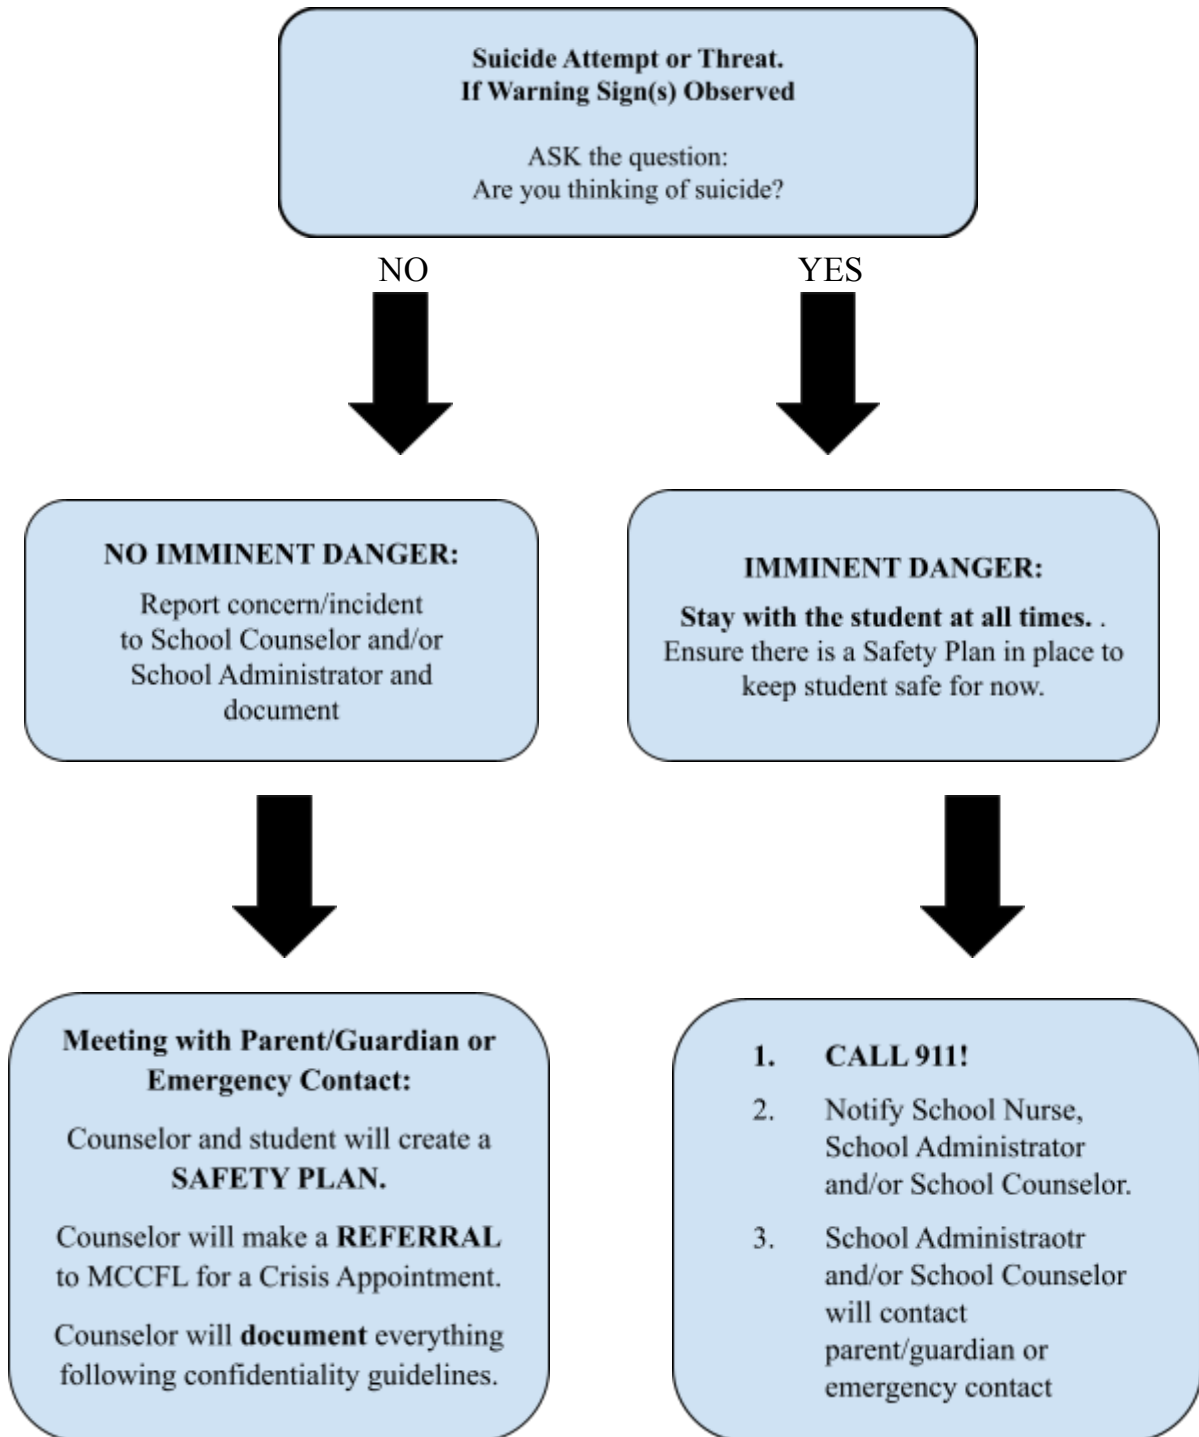 Suicide Attempt or Threat.
If Warning Sign(s) Observed
ASK the question:
Are you thinking of suicide?
NO
YES
NO IMMINENT DANGER:
Report concern/incident
to School Counselor and/or
School Administrator and
document
IMMINENT DANGER:
Stay with the student at all times. .
Ensure there is a Safety Plan in place to
keep student safe for now.
Meeting with Parent/Guardian or
Emergency Contact:
Counselor and student will create a
SAFETY PLAN.
Counselor will make a REFERRAL
to MCCFL for a Crisis Appointment.
Counselor will document everything
following confidentiality guidelines.
1. CALL 911!
2. Notify School Nurse,
School Administrator
and/or School Counselor.
3. School Administraotr
and/or School Counselor
will contact
parent/guardian or
emergency contact